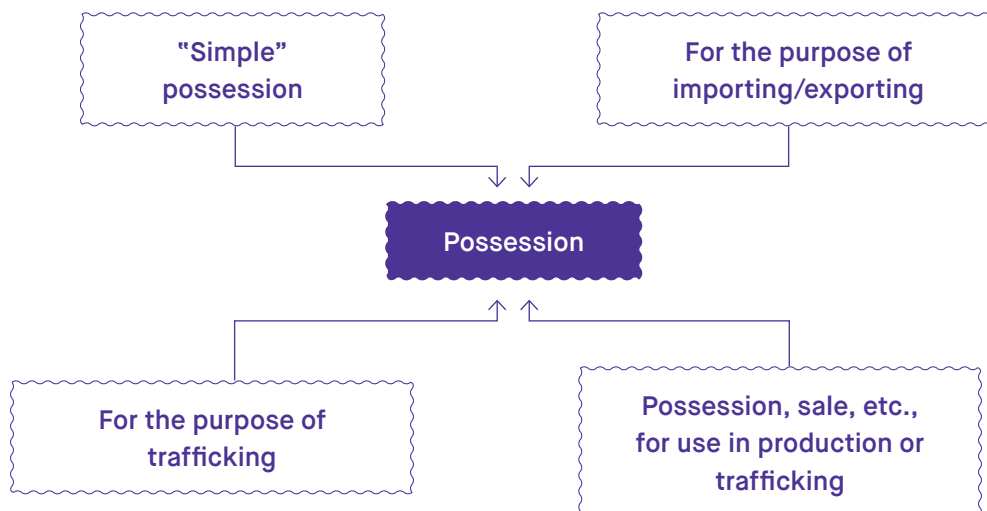 “Simple”
possession
For the purpose of
importing/exporting
Possession
For the purpose of
trafficking
Possession, sale, etc.,
for use in production or
trafficking